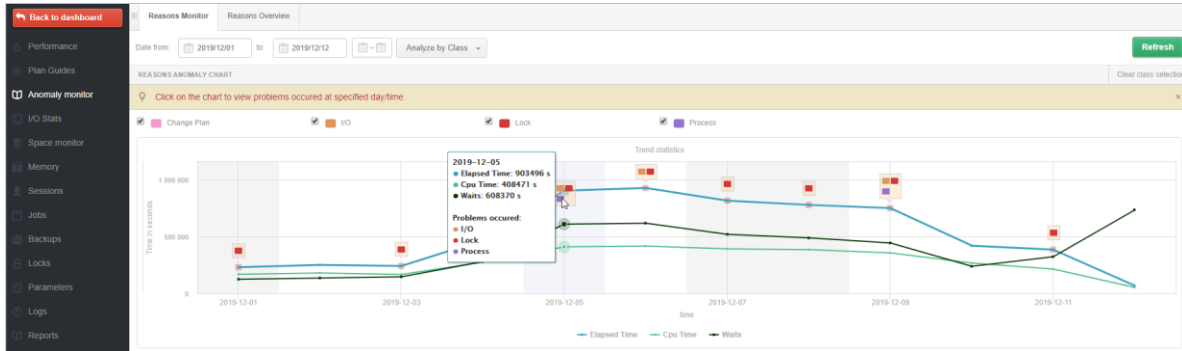 Back to dashboard
Performance
Plan Guides
Anomaly monitor
I/O Stats
Space monitor
Memory
Sessions
Jobs
Backups
Locks
Parameters
Logs
Reports
Reasons Monitor Reasons Overview
Date from: 2019/12/01 to: 2019/12/12 Analyze by Class Refresh
REASONS ANOMALY CHART Clear class selection
Click on the chart to view problems occured at specified day/time. x
Change Plan I/O Lock Process
Trend statistics
2019-12-05
Elapsed Time: 903496 s
Cpu Time: 408471 s
Waits: 608370 s
Problems occured:
I/O
Lock
Process
Time in seconds
1 000 000
500 000
0
2019-12-01 2019-12-03 2019-12-05 2019-12-07 2019-12-09 2019-12-11
time
Elapsed Time Cpu Time Waits